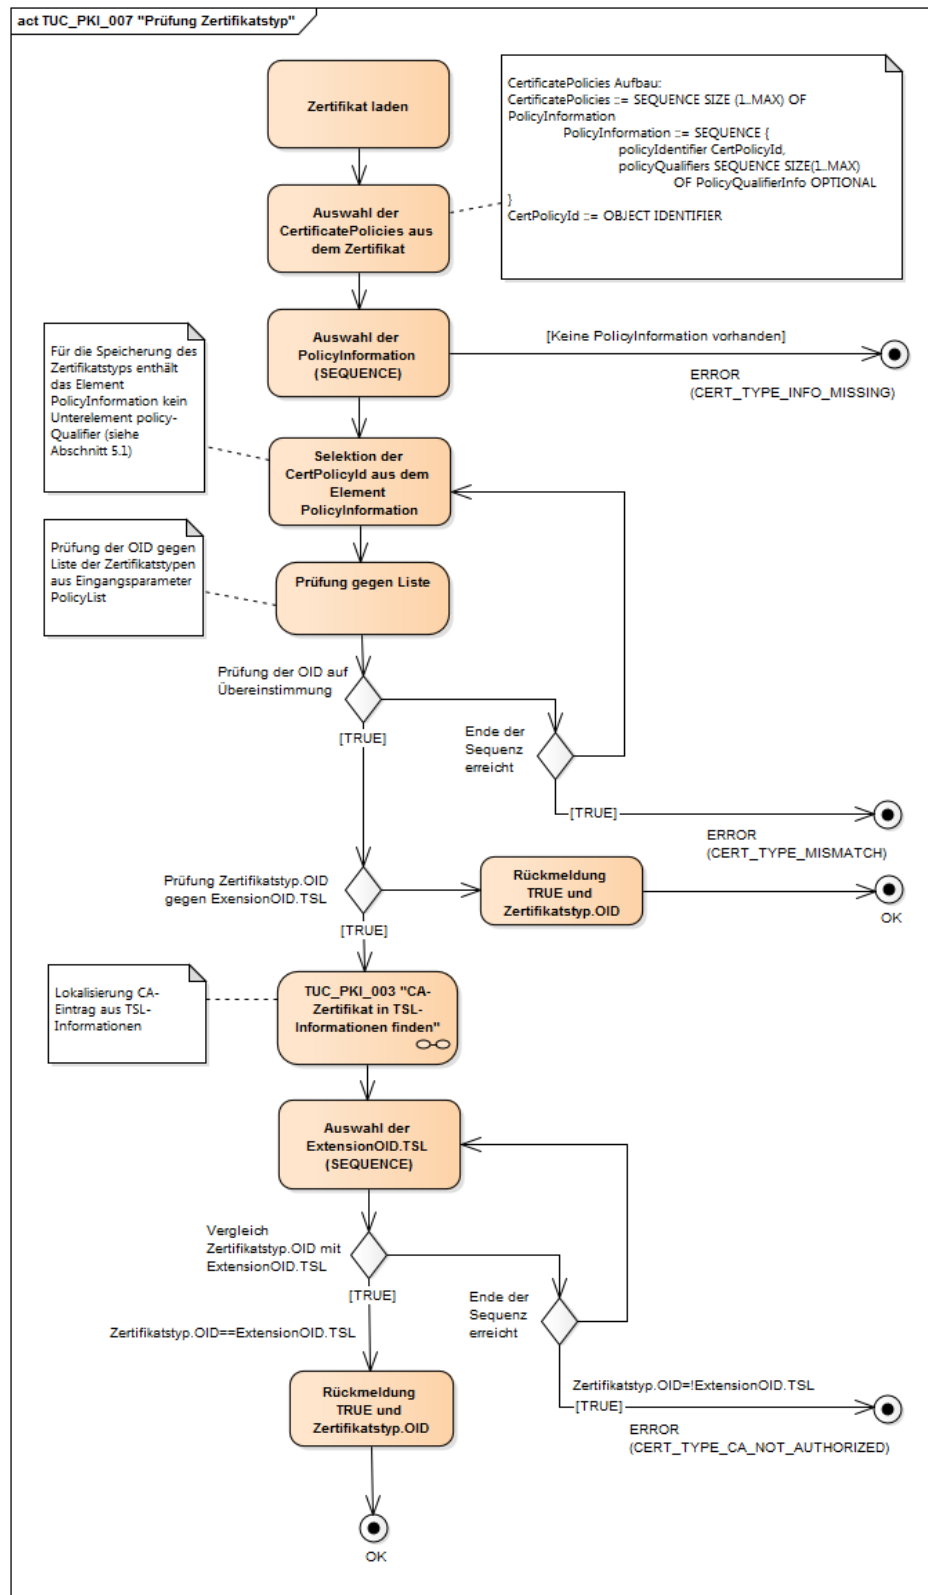 act TUC_PKI_007 "Prüfung Zertifikatstyp"
Zertifikat laden
CertificatePolicies Aufbau:
CertificatePolicies ::= SEQUENCE SIZE (1..MAX) OF
PolicyInformation
PolicyInformation ::= SEQUENCE {
policyIdentifier CertPolicyId,
policyQualifiers SEQUENCE SIZE(1..MAX)
OF PolicyQualifierInfo OPTIONAL
}
CertPolicyId ::= OBJECT IDENTIFIER
Auswahl der
CertificatePolicies aus
dem Zertifikat
Auswahl der
PolicyInformation
(SEQUENCE)
[Keine PolicyInformation vorhanden]
ERROR
(CERT_TYPE_INFO_MISSING)
Für die Speicherung des
Zertifikatstyps enthält
das Element
PolicyInformation kein
Unterelement policy-
Qualifier (siehe
Abschnitt 5.1)
Selektion der
CertPolicyId aus dem
Element
PolicyInformation
Prüfung der OID gegen
Liste der Zertifikatstypen
aus Eingangsparameter
PolicyList
Prüfung gegen Liste
Prüfung der OID auf
Übereinstimmung
[TRUE]
Ende der
Sequenz
erreicht
[TRUE]
ERROR
(CERT_TYPE_MISMATCH)
Prüfung Zertifikatstyp.OID
gegen ExensionOID.TSL
[TRUE]
Rückmeldung
TRUE und
Zertifikatstyp.OID
OK
Lokalisierung CA-
Eintrag aus TSL-
Informationen
TUC_PKI_003 "CA-
Zertifikat in TSL-
Informationen finden"
Auswahl der
ExtensionOID.TSL
(SEQUENCE)
Vergleich
Zertifikatstyp.OID mit
ExtensionOID.TSL
[TRUE]
Ende der
Sequenz
erreicht
Zertifikatstyp.OID==ExtensionOID.TSL
Zertifikatstyp.OID=!ExtensionOID.TSL
[TRUE]
ERROR
(CERT_TYPE_CA_NOT_AUTHORIZED)
Rückmeldung
TRUE und
Zertifikatstyp.OID
OK